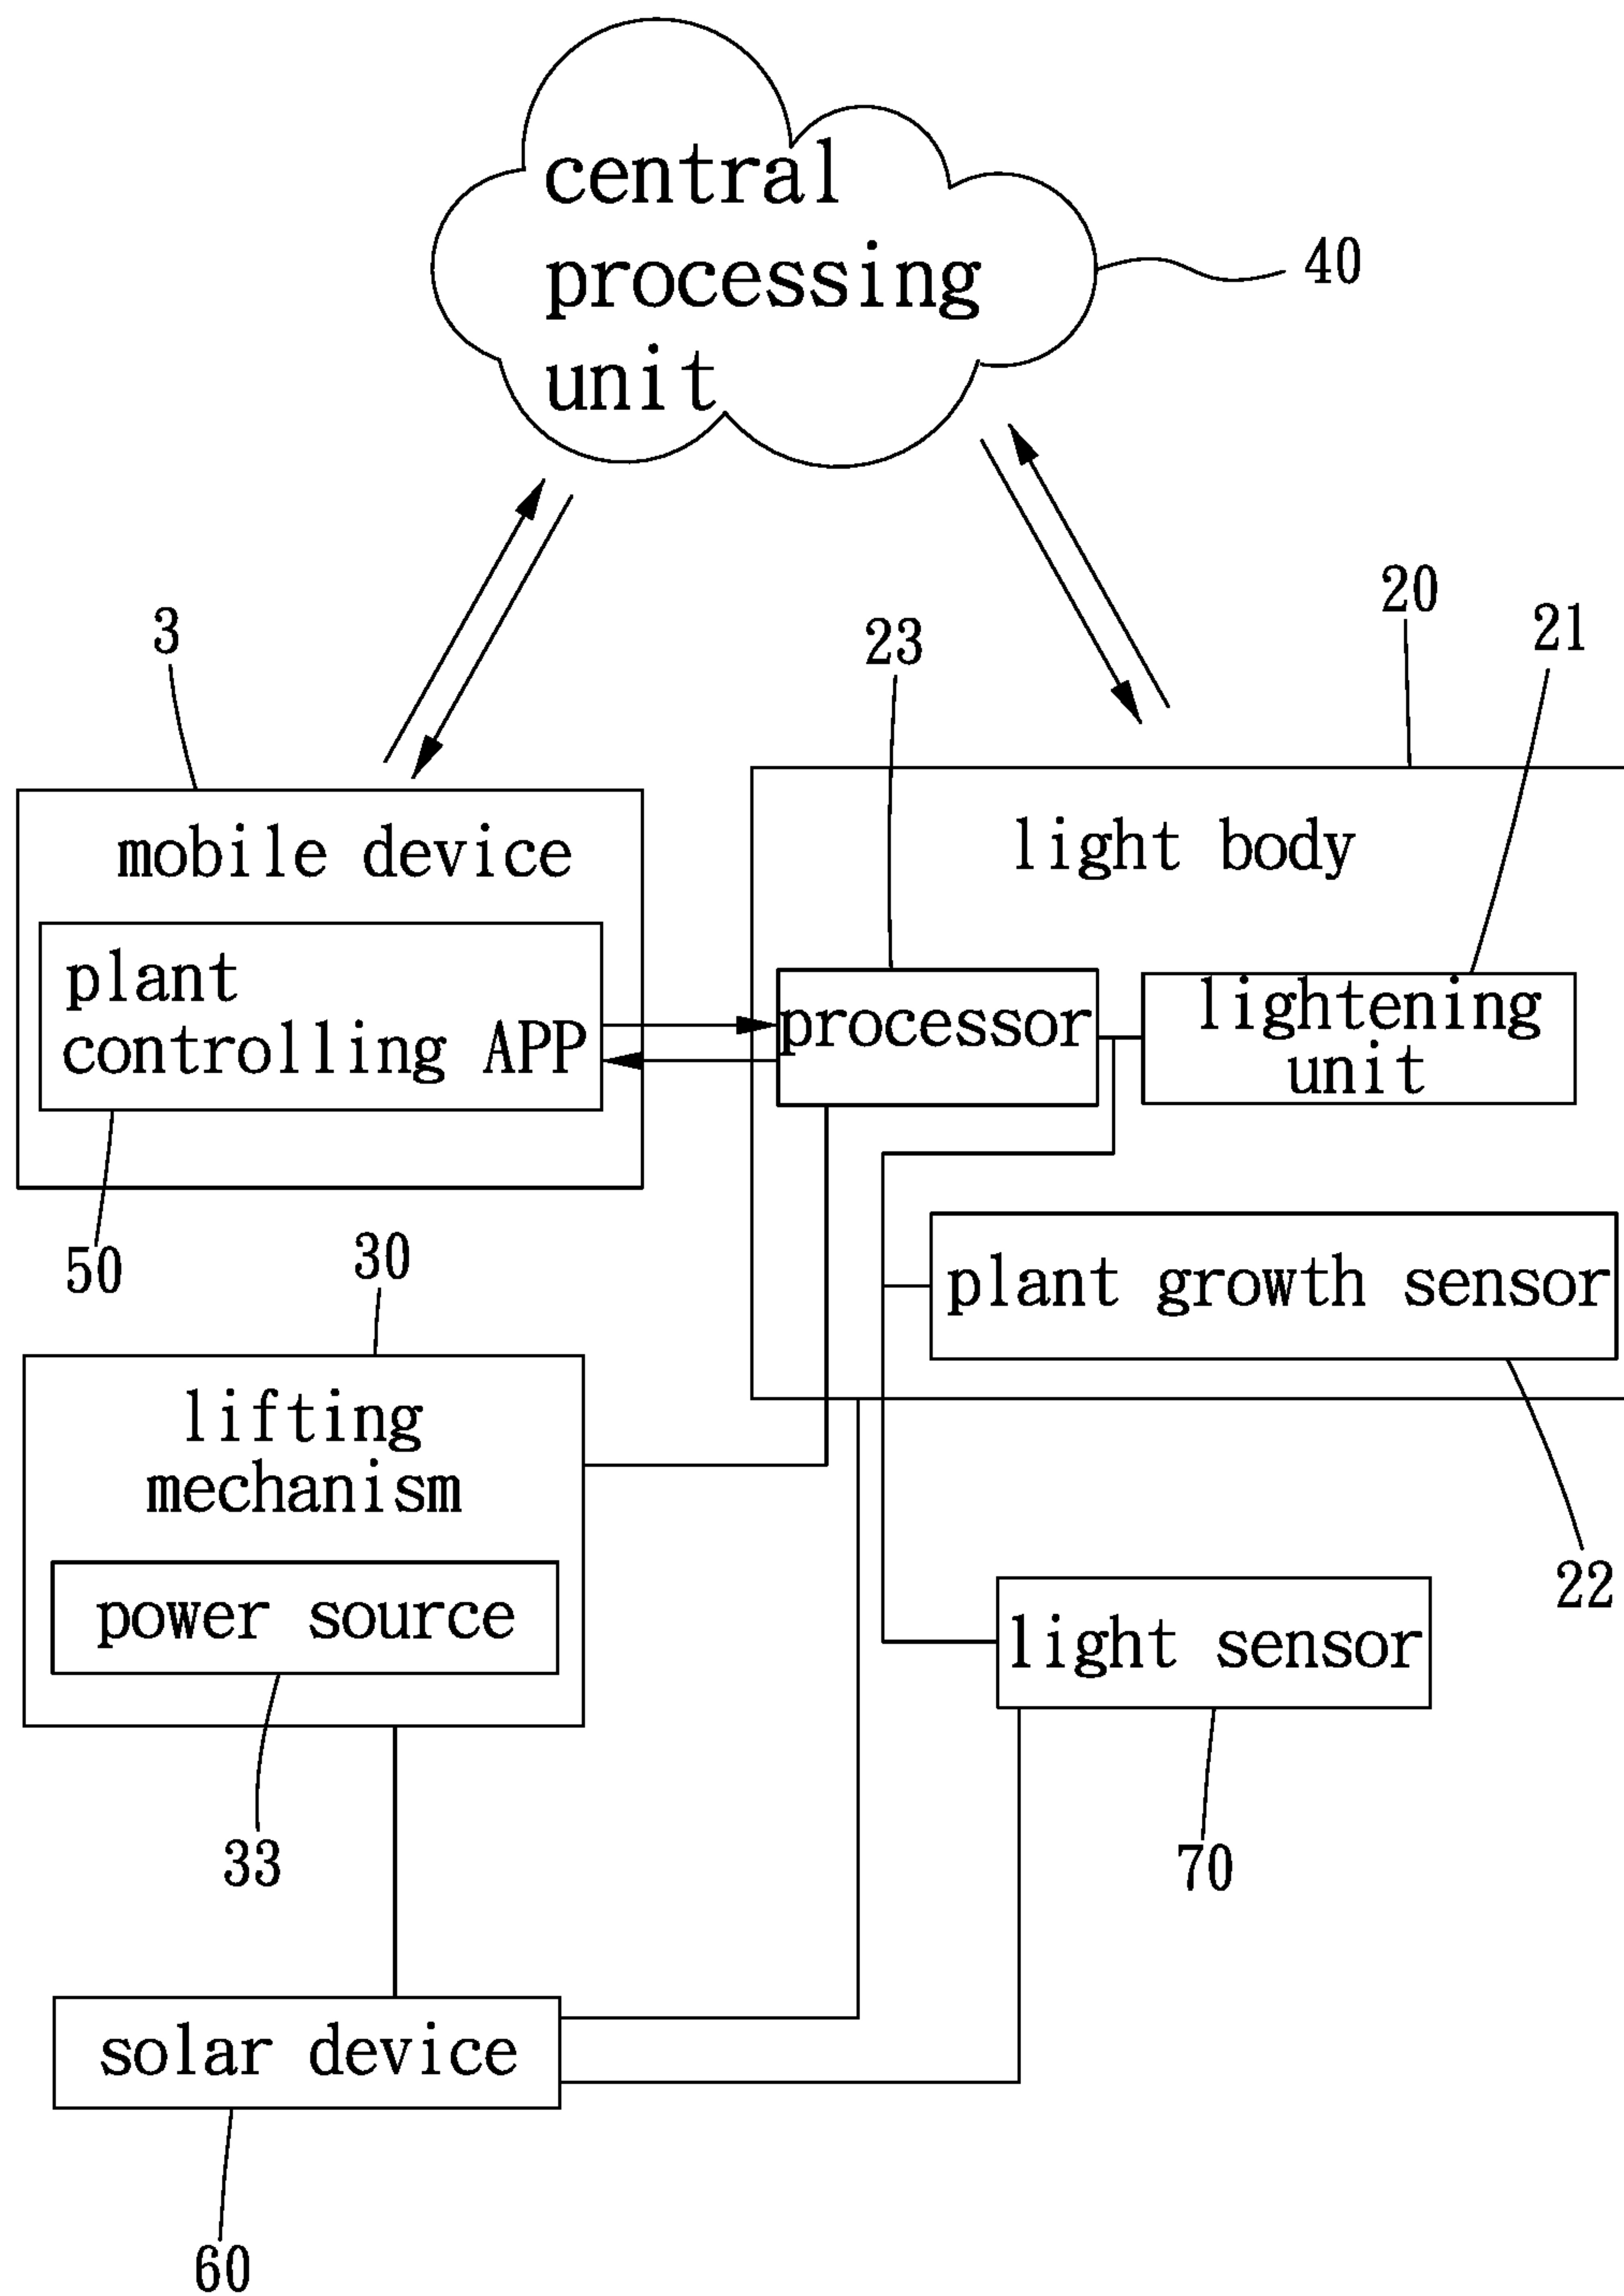 central
processing
unit
40
3
23
20
21
mobile device
light body
plant
controlling APP
processor
lightening
unit
50
30
plant growth sensor
lifting
mechanism
power source
22
light sensor
33
70
solar device
60